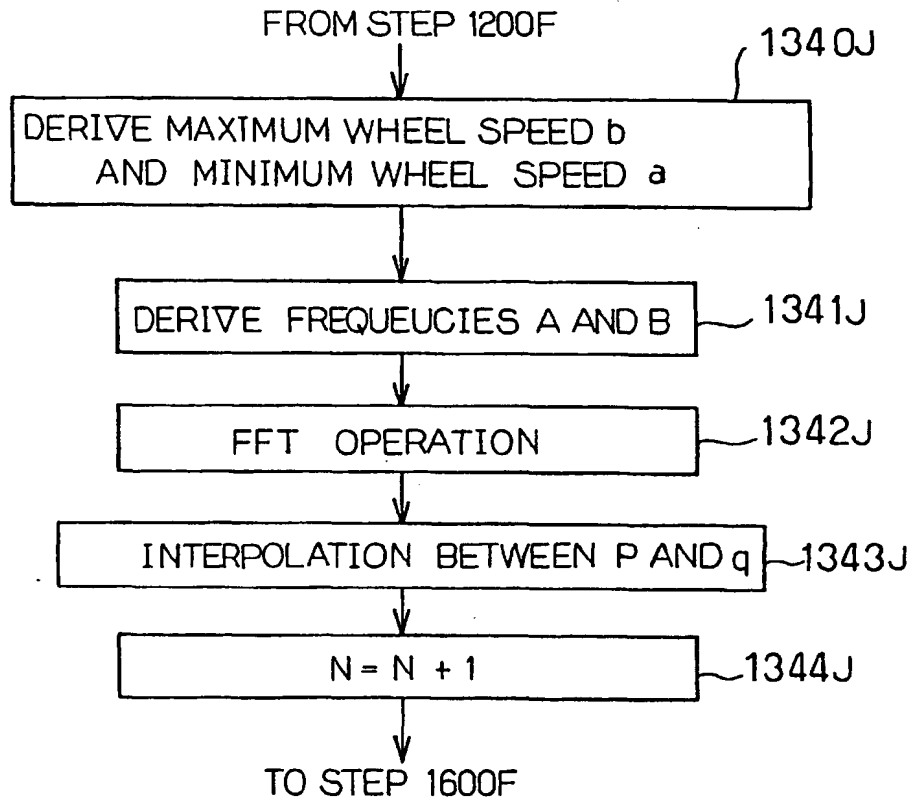 FROM STEP 1200F
1340J
DERIVE MAXIMUM WHEEL SPEED b
AND MINIMUM WHEEL SPEED a
DERIVE FREQUEUCIES A AND B
1341J
FFT OPERATION
1342J
INTERPOLATION BETWEEN P AND q
1343J
N = N + 1
1344J
TO STEP 1600F